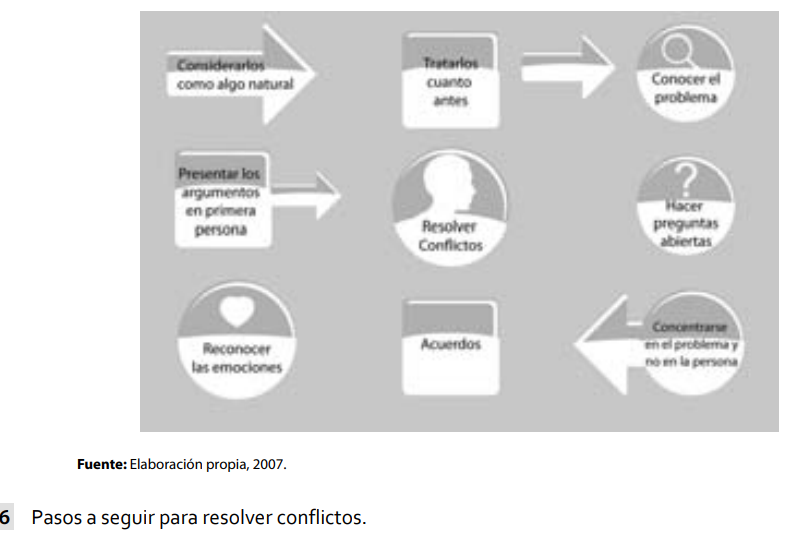 Considerarlos
como algo natural
Tratarlos
cuanto
antes
Conocer el
problema
Presentar los
argumentos
en primera
persona
Resolver
Conflictos
Hacer
preguntas
abiertas
Reconocer
las emociones
Acuerdos
Concentrarse
en el problema y
no en la persona
Fuente: Elaboración propia, 2007.
6 Pasos a seguir para resolver conflictos.